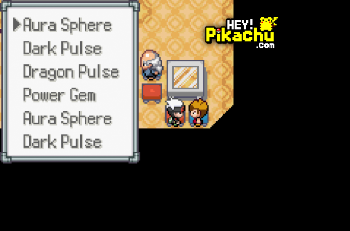 Aura Sphere
Dark Pulse
Dragon Pulse
Power Gem
Aura Sphere
Dark Pulse
HEY!
Pikachu
.com